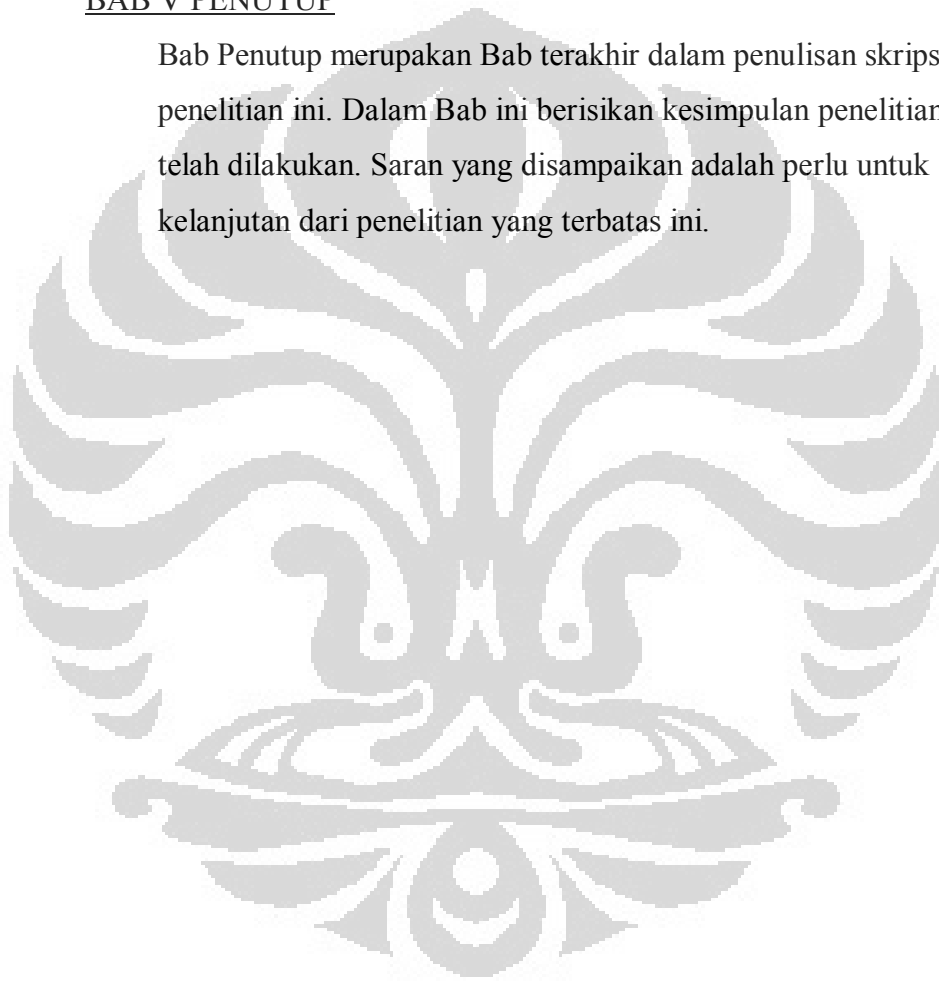 BAB V PENUTUP
Bab Penutup merupakan Bab terakhir dalam penulisan skrips
penelitian ini. Dalam Bab ini berisikan kesimpulan penelitian
telah dilakukan. Saran yang disampaikan adalah perlu untuk
kelanjutan dari penelitian yang terbatas ini.